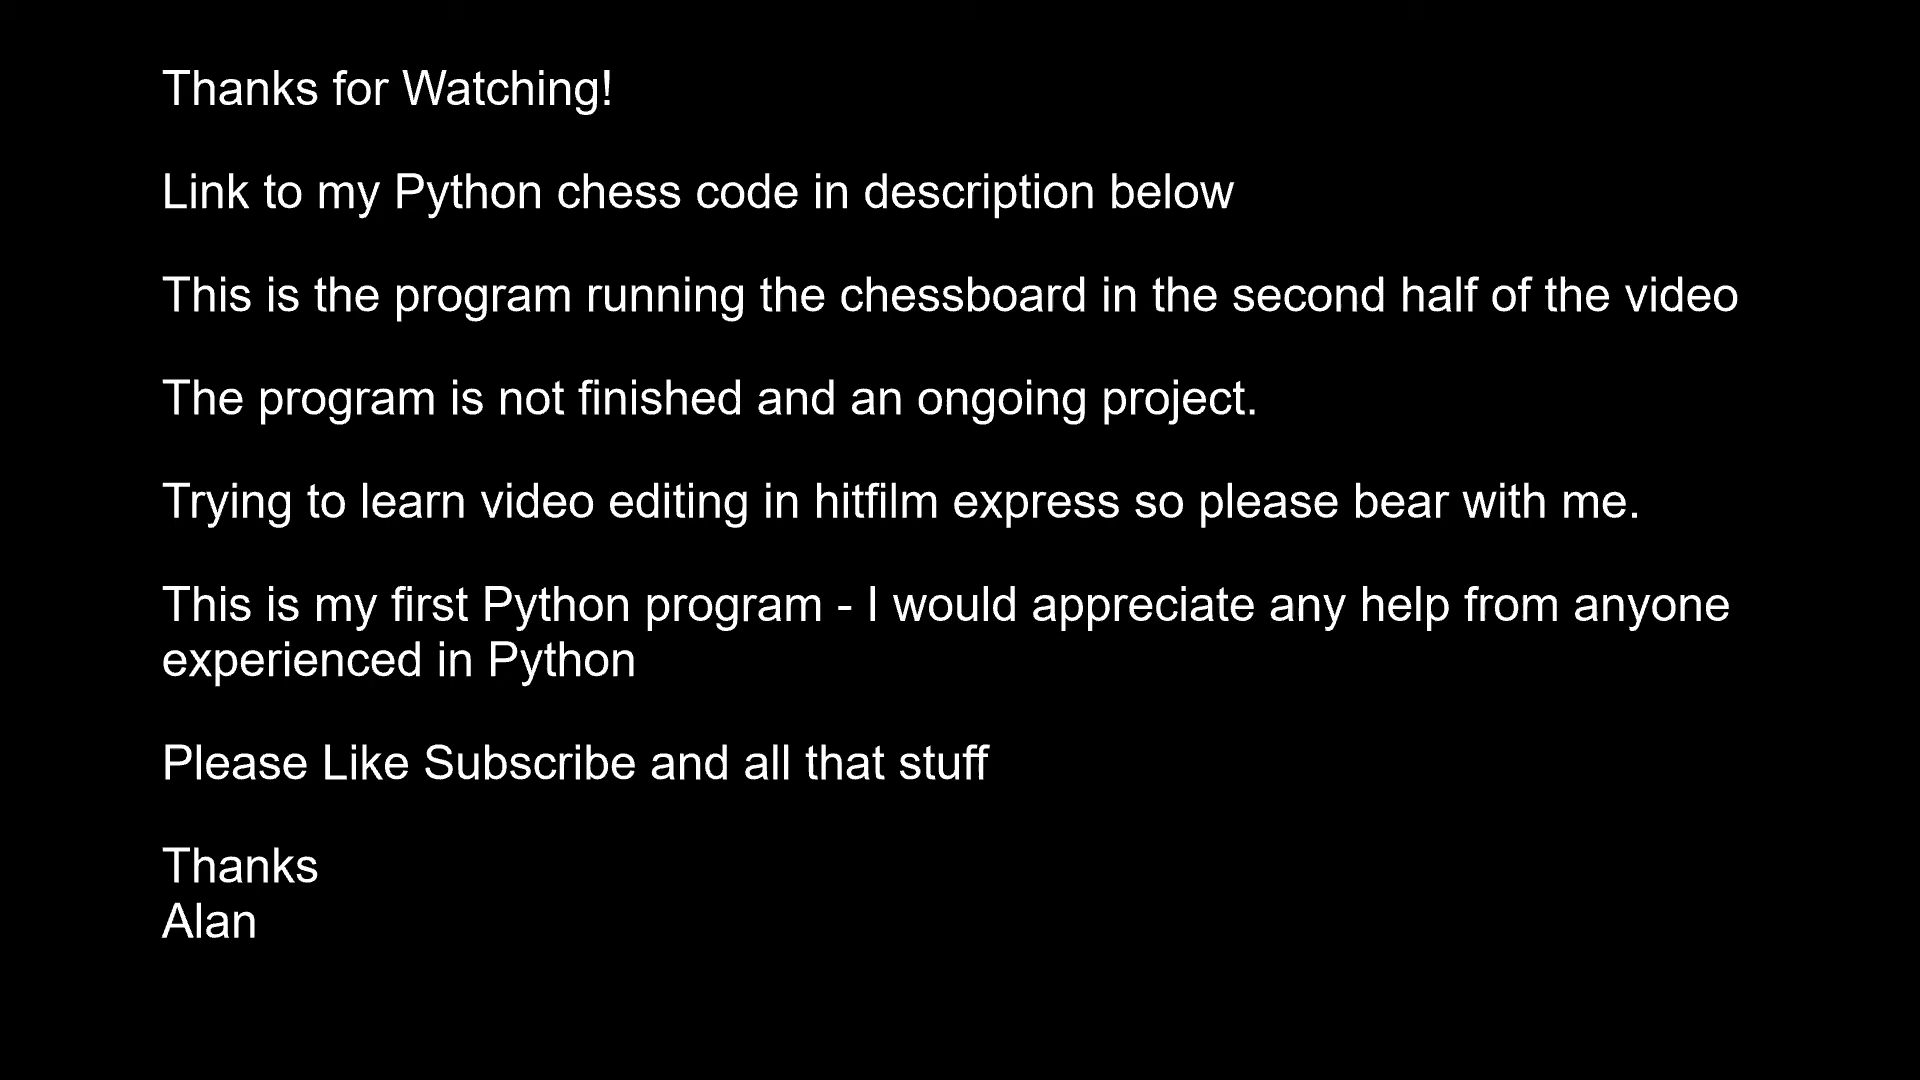 Thanks for Watching!
Link to my Python chess code in description below
This is the program running the chessboard in the second half of the video
The program is not finished and an ongoing project.
Trying to learn video editing in hitfilm express so please bear with me.
This is my first Python program - I would appreciate any help from anyone
experienced in Python
Please Like Subscribe and all that stuff
Thanks
Alan